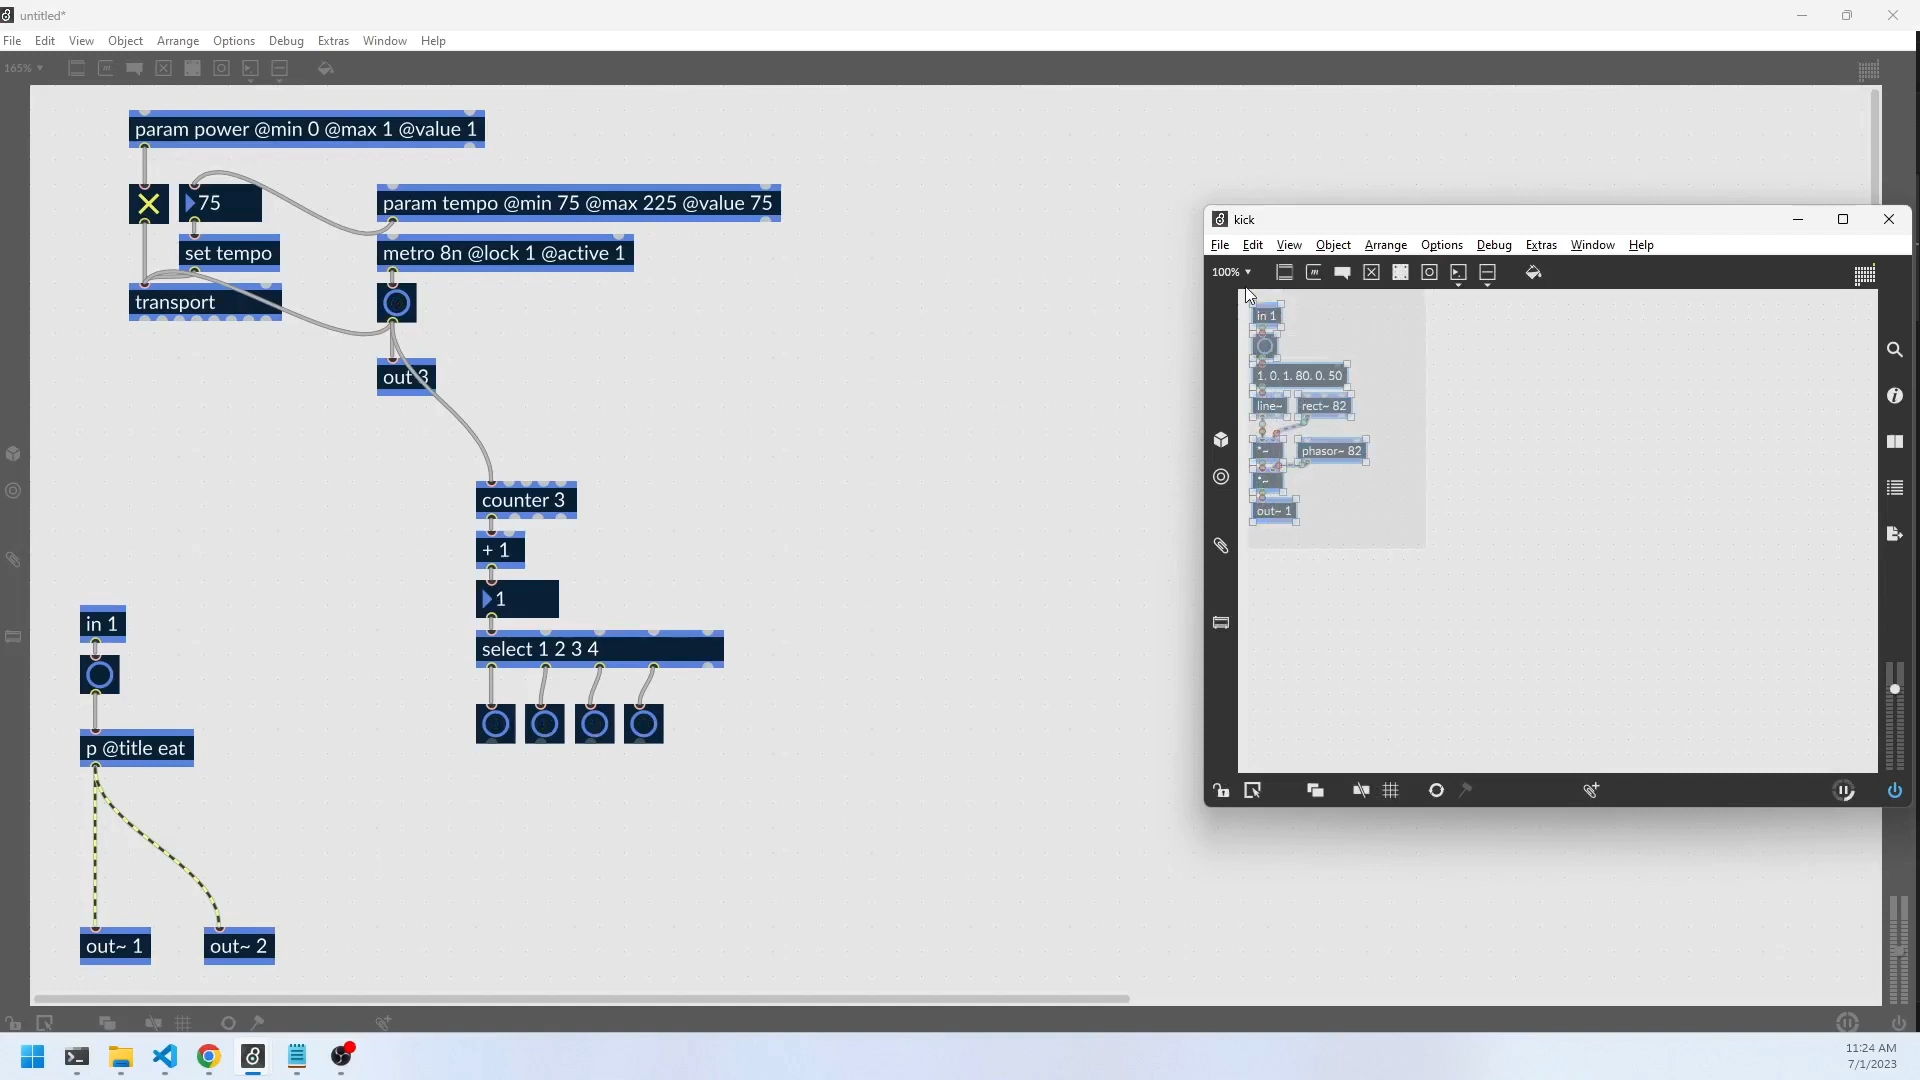 untitled*
File Edit View Object Arrange Options Debug Extras Window Help
165%
param power @min 0 @max 1 @value 1
75
param tempo @min 75 @max 225 @value 75
set tempo
metro 8n @lock 1 @active 1
transport
out 3
counter 3
+ 1
1
in 1
select 1 2 3 4
p @title eat
out~ 1
out~ 2
kick
File Edit View Object Arrange Options Debug Extras Window Help
100%
in 1
1. 0. 1. 80. 0. 50
line~
rect~ 82
*~
phasor~ 82
*~
out~ 1
11:24 AM
7/1/2023